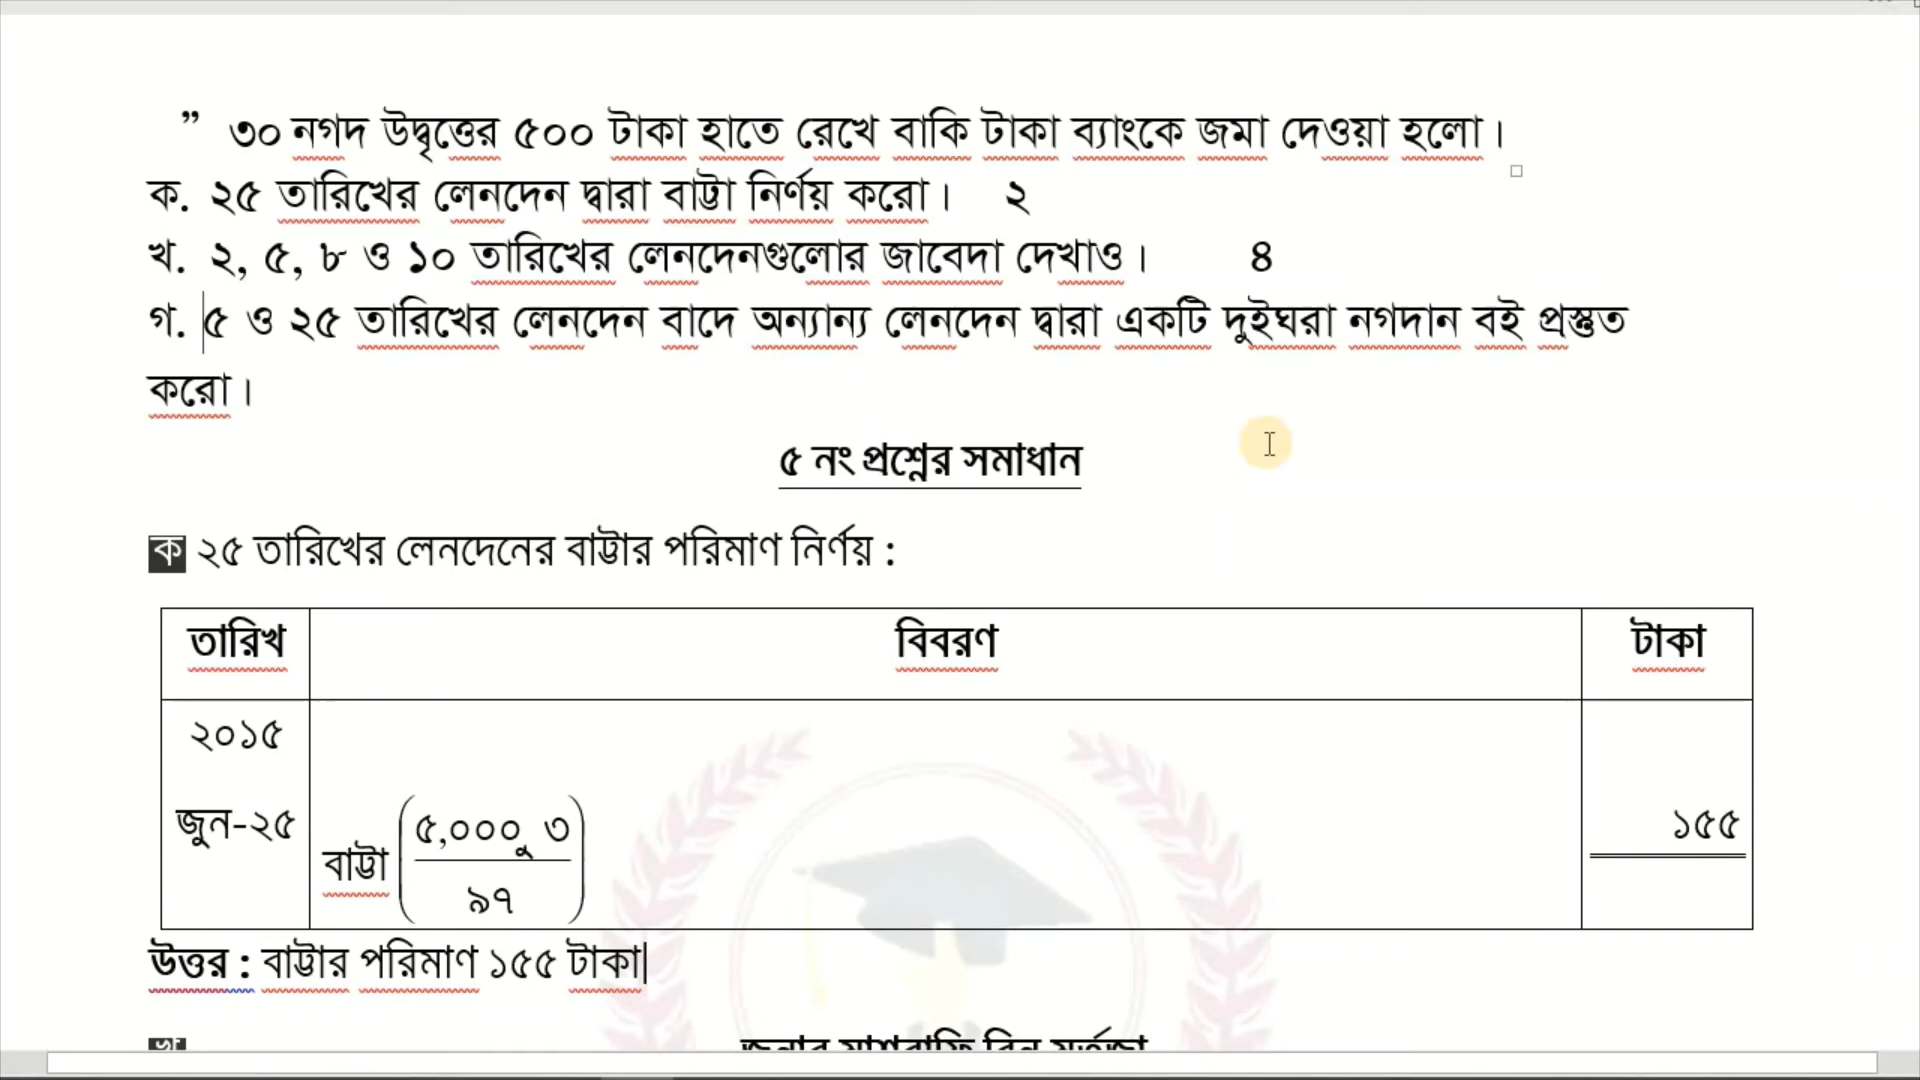 ” ৩০ নগদ উদ্বৃত্তের ৫০০ টাকা হাতে রেখে বাকি টাকা ব্যাংকে জমা দেওয়া হলো।
ক. ২৫ তারিখের লেনদেন দ্বারা বাট্টা নির্ণয় করো। ২
খ. ২, ৫, ৮ ও ১০ তারিখের লেনদেনগুলোর জাবেদা দেখাও। ৪
গ. ৫ ও ২৫ তারিখের লেনদেন বাদে অন্যান্য লেনদেন দ্বারা একটি দুইঘরা নগদান বই প্রস্তুত
করো।
৫ নং প্রশ্নের সমাধান
ক ২৫ তারিখের লেনদেনের বাট্টার পরিমাণ নির্ণয় :
তারিখ বিবরণ টাকা
২০১৫
জুন-২৫ বাট্টা (৫,০০০ ৩ / ৯৭) ১৫৫
উত্তর : বাট্টার পরিমাণ ১৫৫ টাকা